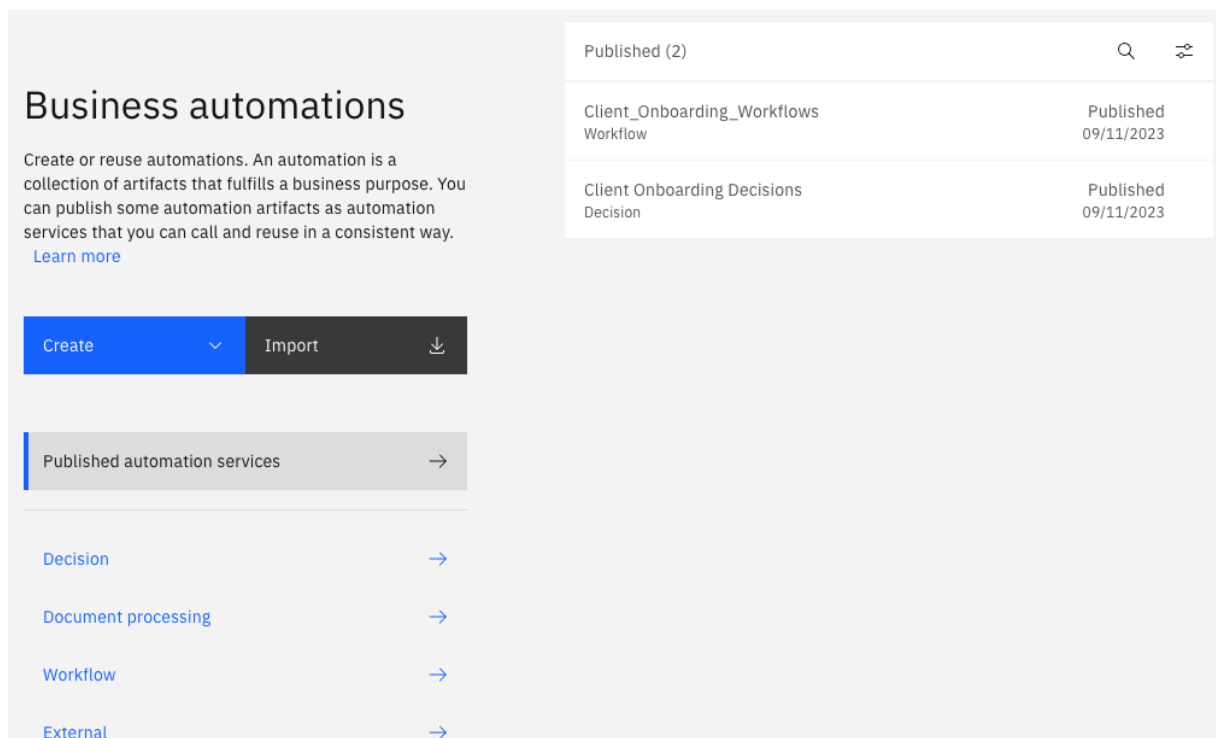 Business automations
Create or reuse automations. An automation is a
collection of artifacts that fulfills a business purpose. You
can publish some automation artifacts as automation
services that you can call and reuse in a consistent way.
Learn more
Create
Import
Published automation services
Decision
Document processing
Workflow
External
Published (2)
Client_Onboarding_Workflows
Published
Workflow
09/11/2023
Client Onboarding Decisions
Published
Decision
09/11/2023